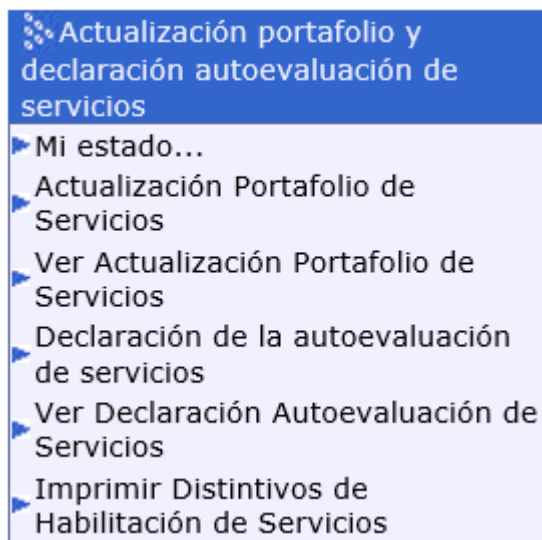 Actualización portafolio y
declaración autoevaluación de
servicios
Mi estado...
Actualización Portafolio de
Servicios
Ver Actualización Portafolio de
Servicios
Declaración de la autoevaluación
de servicios
Ver Declaración Autoevaluación de
Servicios
Imprimir Distintivos de
Habilitación de Servicios